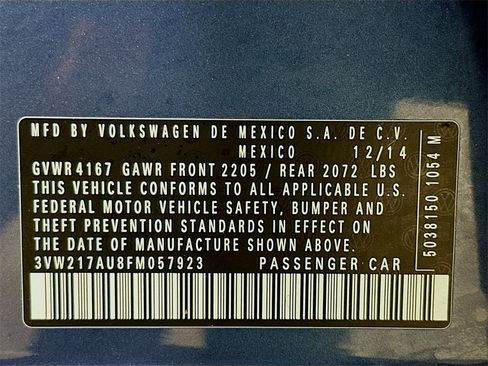 MFD BY VOLKSWAGEN DE MEXICO S.A. DE C.V.
MEXICO 12/14
GVWR 4167 GAWR FRONT 2205 / REAR 2072 LBS
THIS VEHICLE CONFORMS TO ALL APPLICABLE U.S.
FEDERAL MOTOR VEHICLE SAFETY, BUMPER AND
THEFT PREVENTION STANDARDS IN EFFECT ON
THE DATE OF MANUFACTURE SHOWN ABOVE.
3VW217AU8FM057923 PASSENGER CAR
5038150 1054 M